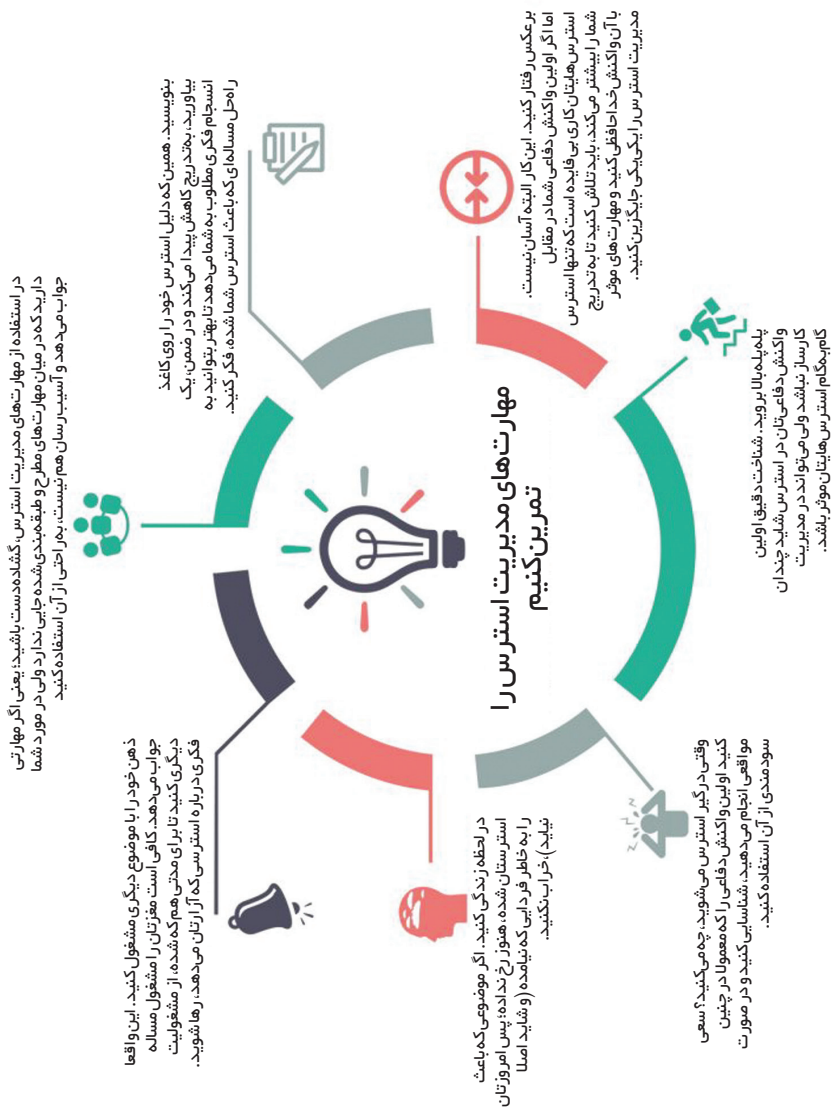 مهارت‌های مدیریت استرس را
تمرین کنیم
وقتی درگیر استرس می‌شوید، چه می‌کنید؟ سعی
کنید اولین واکنش دفاعی را که معمولا در چنین
مواقعی انجام می‌دهید، شناسایی کنید و در صورت
سودمندی از آن استفاده کنید.
پله‌پله بالا بروید. شناخت دقیق اولین
واکنش دفاعی‌تان در استرس شاید چندان
کارساز نباشد ولی می‌تواند در مدیریت
گام‌به‌گام استرس‌هایتان موثر باشد.
برعکس رفتار کنید. این کار البته آسان نیست.
اما اگر اولین واکنش دفاعی شما در مقابل
استرس‌هایتان کاری بی‌فایده است که تنها استرس
شما را بیشتر می‌کند، باید تلاش کنید تا به‌تدریج
با آن واکنش خداحافظی کنید و مهارت‌های موثر
مدیریت استرس را یکی‌یکی جایگزین کنید.
بنویسید. همین که دلیل استرس خود را روی کاغذ
بیاورید، به‌تدریج کاهش پیدا می‌کند و در ضمن، یک
انسجام فکری مطلوب به شما می‌دهد تا بهتر بتوانید به
راه‌حل مساله‌ای که باعث استرس شما شده، فکر کنید.
در استفاده از مهارت‌های مدیریت استرس، گشاده‌دست باشید؛ یعنی اگر مهارتی
دارید که در میان مهارت‌های مطرح و طبقه‌بندی‌شده جایی ندارد ولی در مورد شما
جواب می‌دهد و آسیب‌رسان هم نیست، به‌راحتی از آن استفاده کنید
ذهن خود را با موضوع دیگری مشغول کنید. این واقعا
جواب می‌دهد. کافی است مغزتان را مشغول مساله
دیگری کنید تا برای مدتی هم که شده، از مشغولیت
فکری درباره استرسی که آزارتان می‌دهد، رها شوید.
در لحظه زندگی کنید. اگر موضوعی که باعث
استرستان شده، هنوز رخ نداده؛ پس امروزتان
را به خاطر فردایی که نیامده (و شاید اصلا
نیاید)، خراب نکنید.